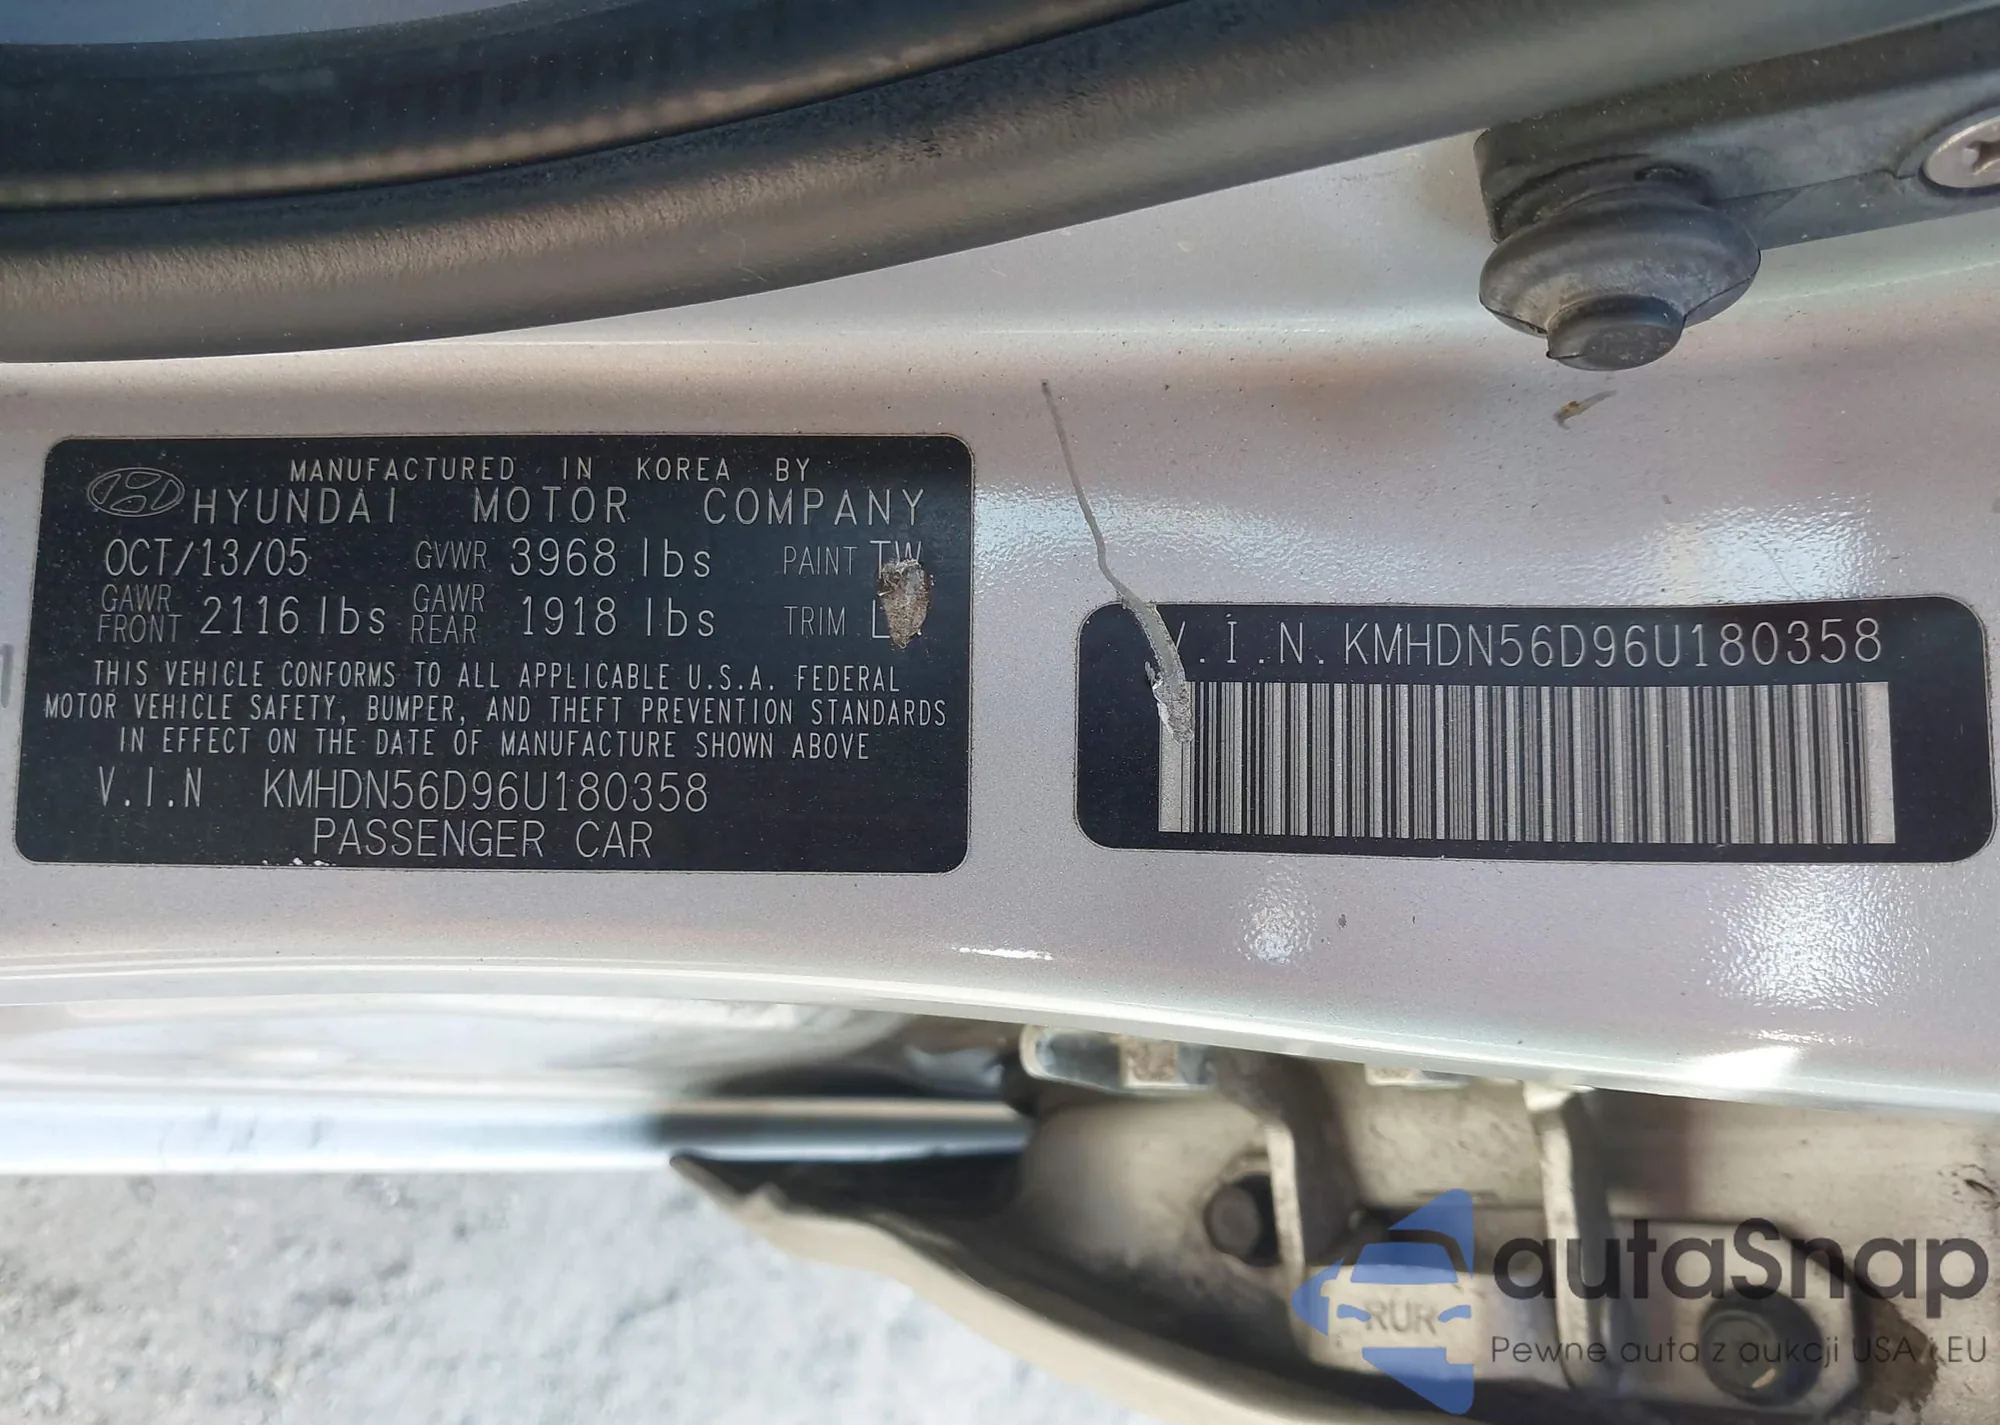 MANUFACTURED IN KOREA BY
HYUNDAI MOTOR COMPANY
OCT/13/05 GVWR 3968 lbs PAINT TW
GAWR FRONT 2116 lbs GAWR REAR 1918 lbs TRIM
THIS VEHICLE CONFORMS TO ALL APPLICABLE U.S.A. FEDERAL
MOTOR VEHICLE SAFETY, BUMPER, AND THEFT PREVENTION STANDARDS
IN EFFECT ON THE DATE OF MANUFACTURE SHOWN ABOVE
V.I.N KMHDN56D96U180358
PASSENGER CAR
V.I.N. KMHDN56D96U180358
RUR
autaSnap
Pewne auta z aukcji USA i EU